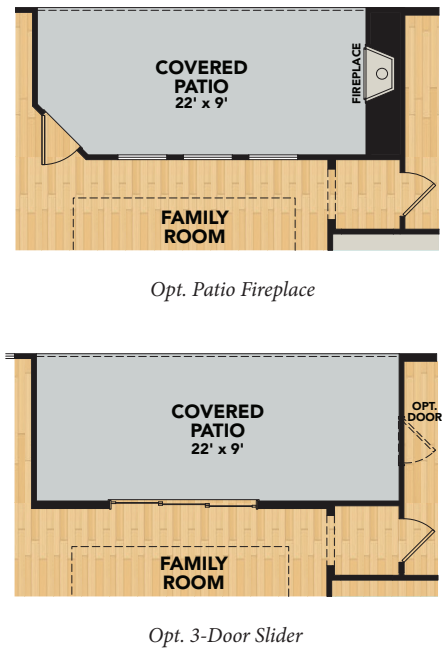 COVERED
PATIO
22' x 9'
FIREPLACE
FAMILY
ROOM
Opt. Patio Fireplace
COVERED
PATIO
22' x 9'
OPT.
DOOR
FAMILY
ROOM
Opt. 3-Door Slider